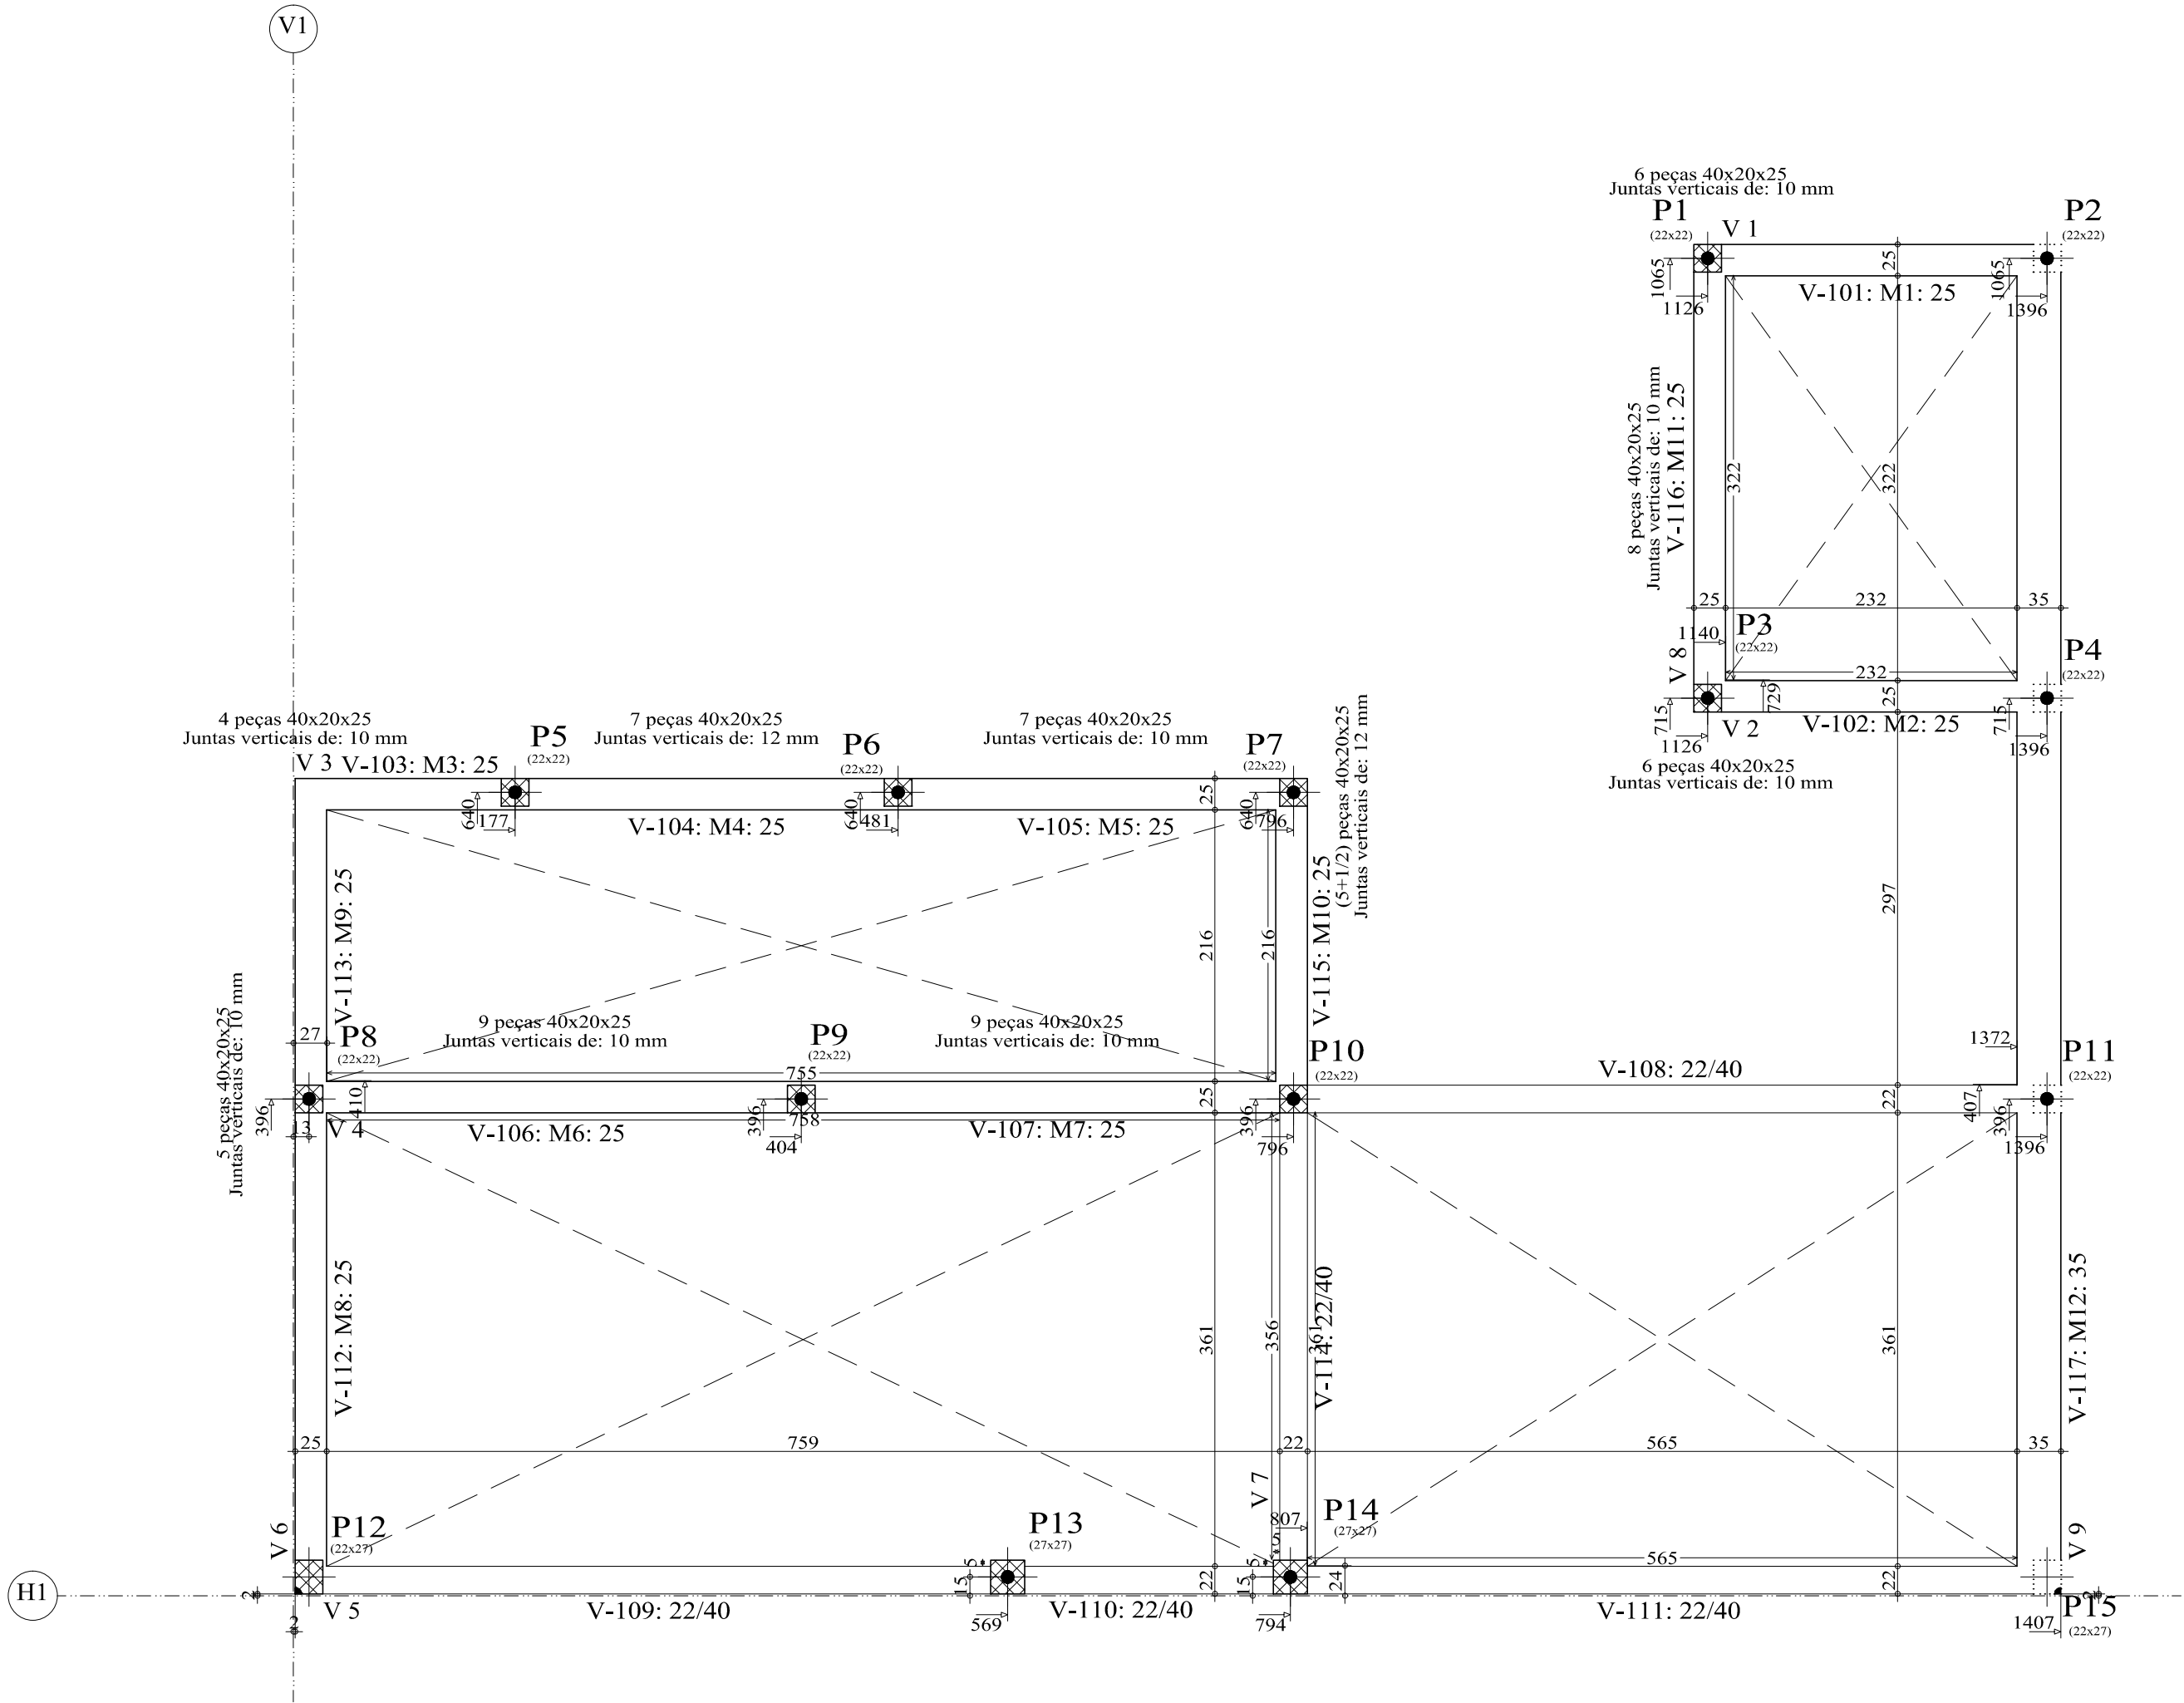 V1
6 peças 40x20x25
Juntas verticais de: 10 mm
P1
(22x22)
V 1
P2
(22x22)
1065
1126
25
V-101: M1: 25
1065
1396
8 peças 40x20x25
Juntas verticais de: 10 mm
V-116: M11: 25
322
322
25
232
35
1140
P3
(22x22)
V 8
232
P4
(22x22)
715
1126
729
25
V 2
V-102: M2: 25
715
1396
6 peças 40x20x25
Juntas verticais de: 10 mm
4 peças 40x20x25
Juntas verticais de: 10 mm
7 peças 40x20x25
Juntas verticais de: 12 mm
7 peças 40x20x25
Juntas verticais de: 10 mm
(5+1/2) peças 40x20x25
Juntas verticais de: 12 mm
V 3
V-103: M3: 25
P5
(22x22)
P6
(22x22)
P7
(22x22)
640
177
V-104: M4: 25
640
481
V-105: M5: 25
25
640
796
V-113: M9: 25
216
216
V-115: M10: 25
297
5 peças 40x20x25
Juntas verticais de: 10 mm
9 peças 40x20x25
Juntas verticais de: 10 mm
9 peças 40x20x25
Juntas verticais de: 10 mm
27
P8
(22x22)
P9
(22x22)
P10
(22x22)
1372
P11
(22x22)
755
V-108: 22/40
396
13
410
V 4
V-106: M6: 25
396
758
404
V-107: M7: 25
25
396
796
22
407
396
1396
V-112: M8: 25
361
356
361
V-114: 22/40
361
V-117: M12: 35
25
759
22
565
35
V 7
807
5
P14
(27x27)
V 6
P12
(22x27)
P13
(27x27)
V 9
565
H1
2
2
V 5
V-109: 22/40
15
5
569
V-110: 22/40
22
15
5
794
24
V-111: 22/40
22
2
P15
(22x27)
1407